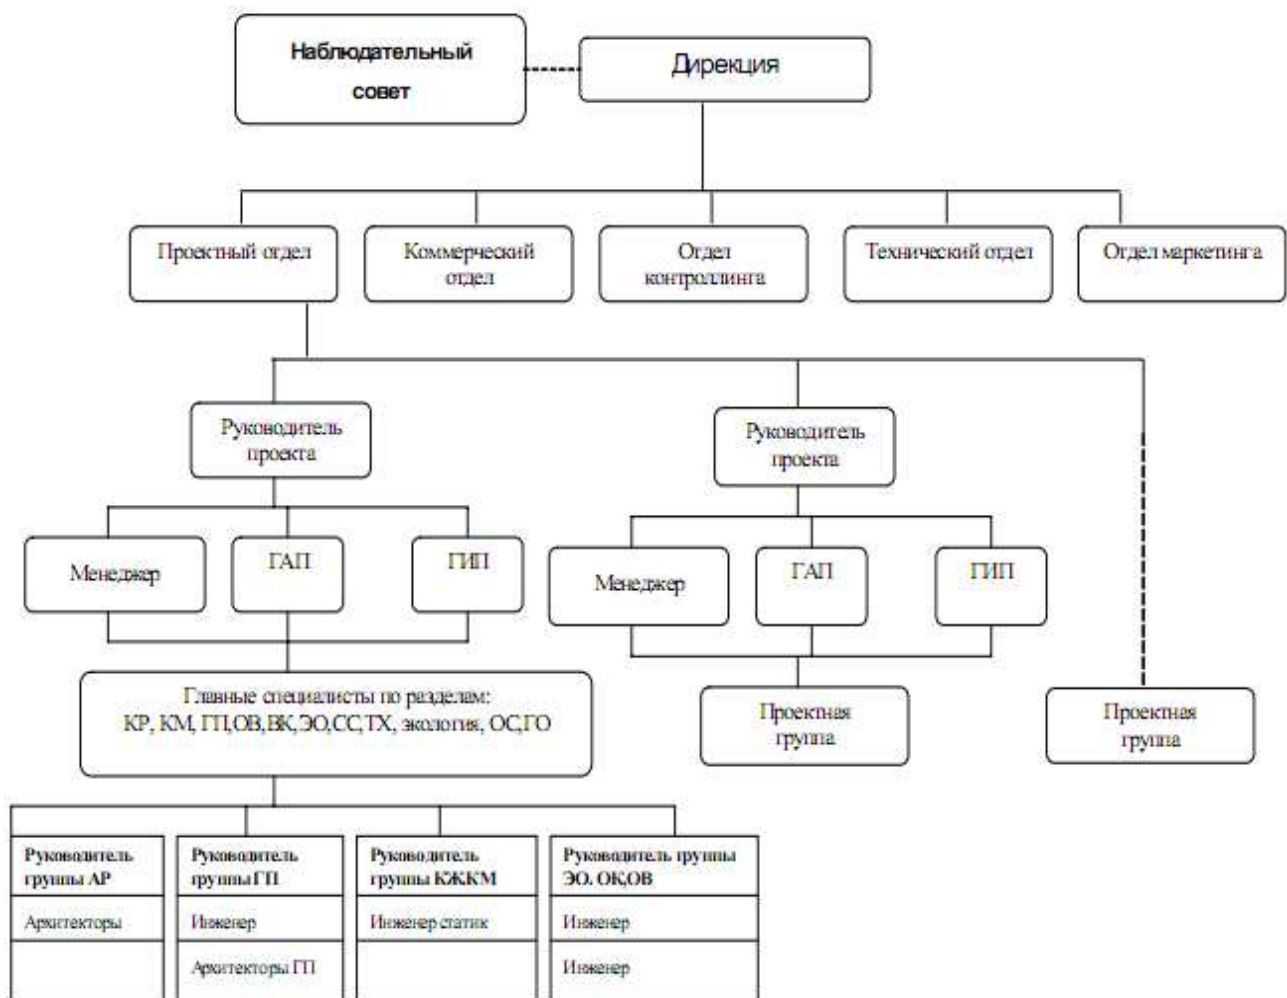 Наблюдательный
совет
Дирекция
Проектный отдел
Коммерческий
отдел
Отдел
контроллинга
Технический отдел
Отдел маркетинга
Руководитель
проекта
Руководитель
проекта
Менеджер
ГАП
ГИП
Менеджер
ГАП
ГИП
Главные специалисты по разделам:
КР, КМ, ГП,ОВ,ВК,ЭО,СС,ТХ, экология, ОС,ГО
Проектная
группа
Проектная
группа
Руководитель
группы АР
Архитекторы
Руководитель
группы ГП
Инженер
Архитекторы ГП
Руководитель
группы КЖ,КМ
Инженер статик
Руководитель группы
ЭО. ОК,ОВ
Инженер
Инженер